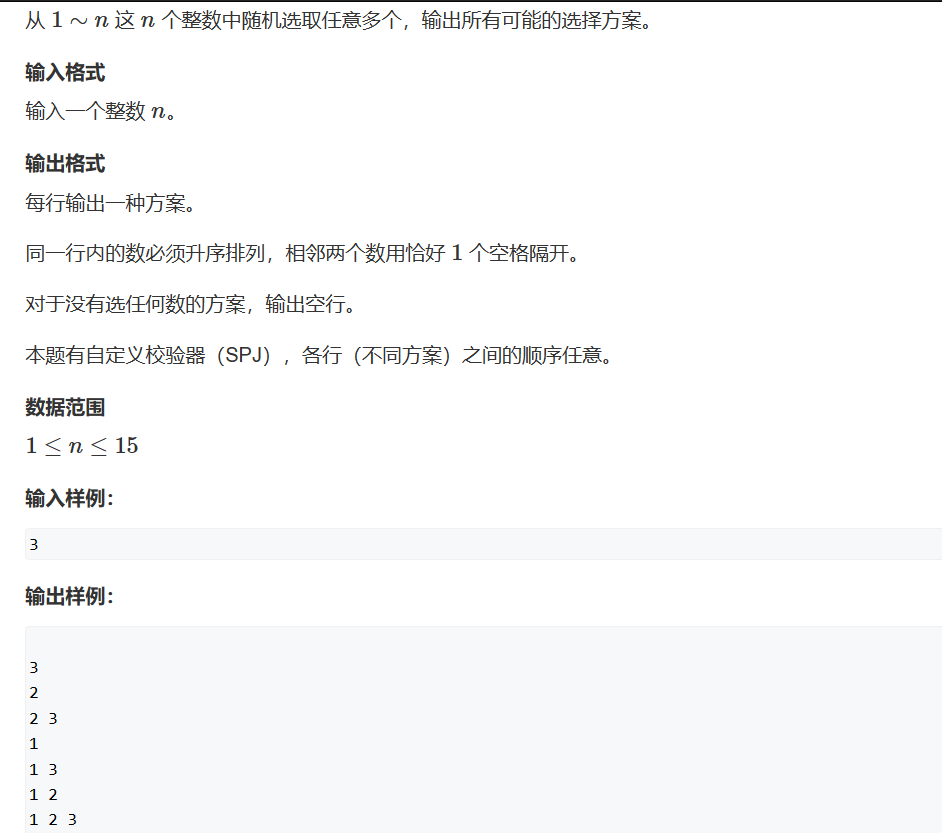 从 1 ∼ n 这 n 个整数中随机选取任意多个，输出所有可能的选择方案。
输入格式
输入一个整数 n。
输出格式
每行输出一种方案。
同一行内的数必须升序排列，相邻两个数用恰好 1 个空格隔开。
对于没有选任何数的方案，输出空行。
本题有自定义校验器（SPJ），各行（不同方案）之间的顺序任意。
数据范围
1 ≤ n ≤ 15
输入样例：
3
输出样例：
3
2
2 3
1
1 3
1 2
1 2 3